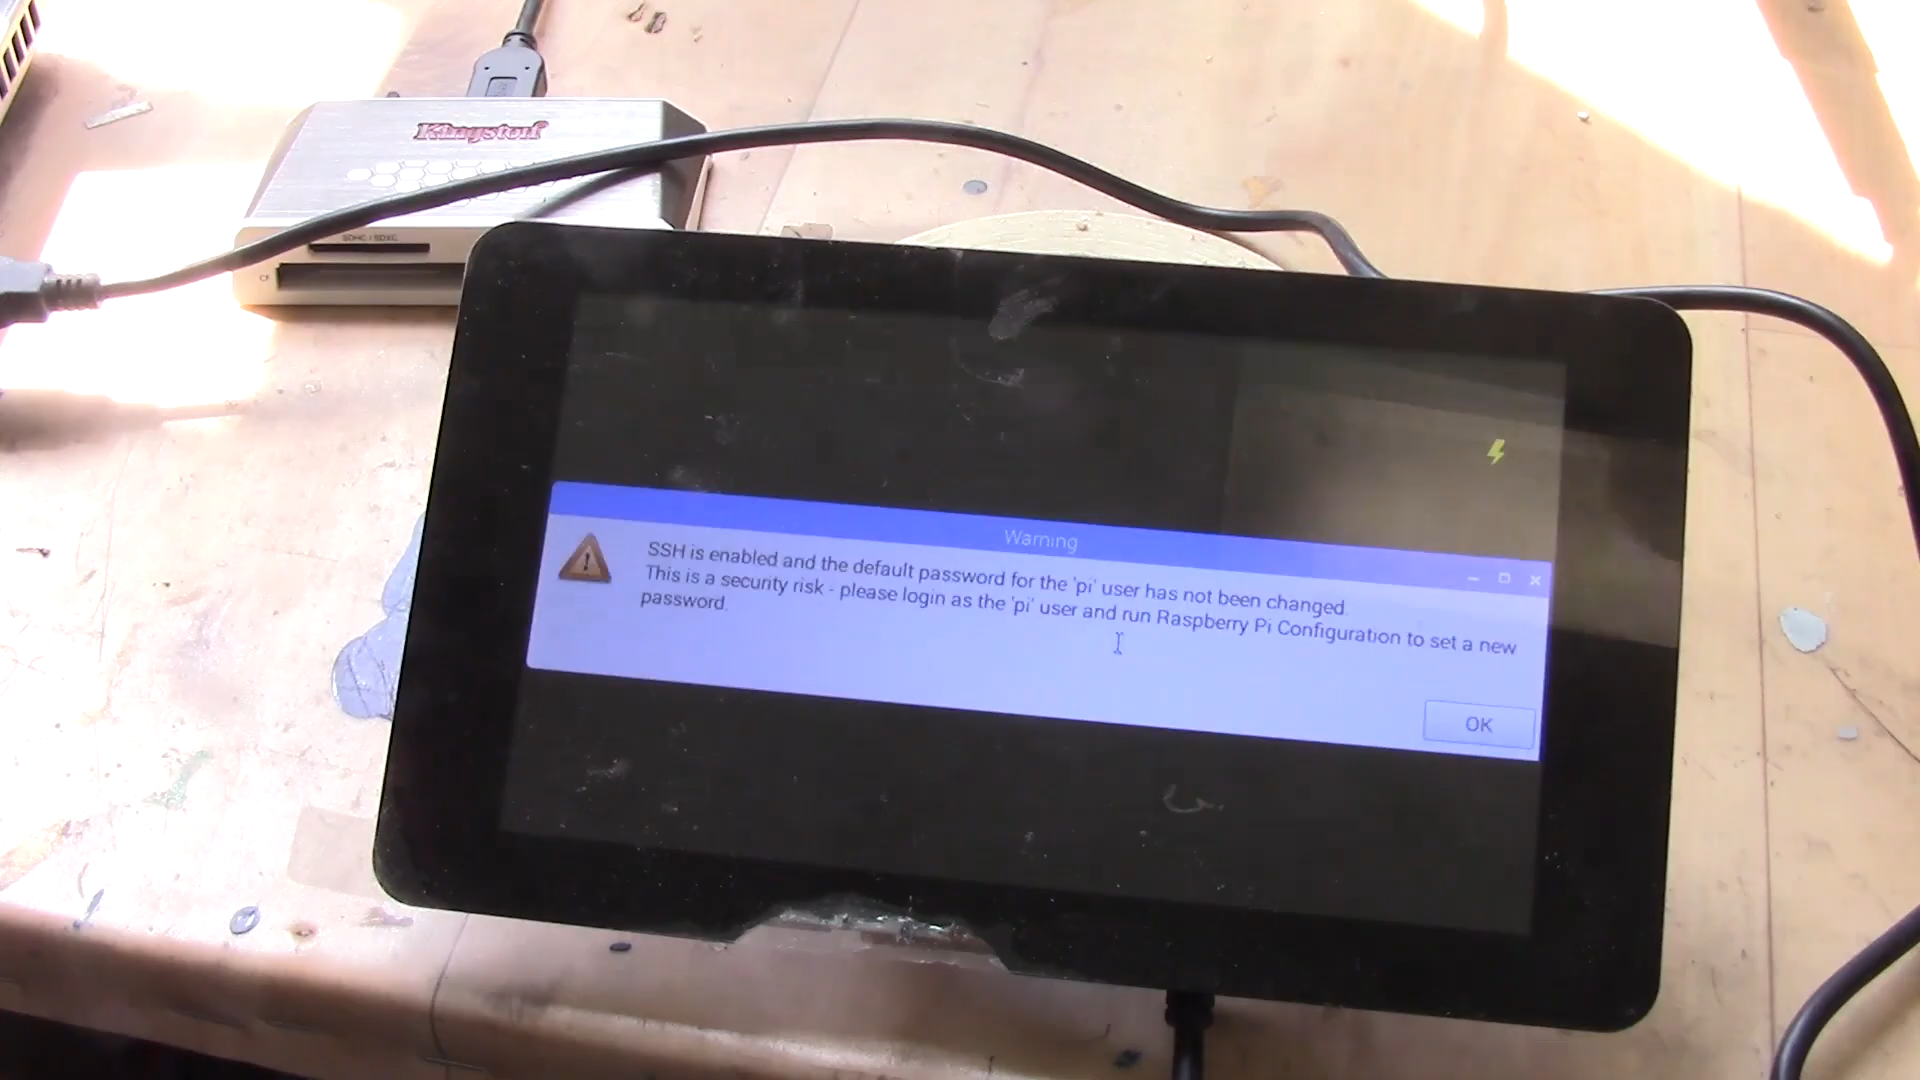 Kingston
SDHC / SDXC
Warning
SSH is enabled and the default password for the 'pi' user has not been changed.
This is a security risk - please login as the 'pi' user and run Raspberry Pi Configuration to set a new
password.
OK